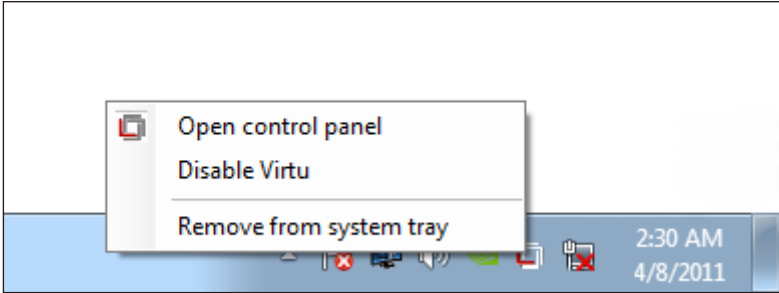 Open control panel
Disable Virtu
Remove from system tray
2:30 AM
4/8/2011